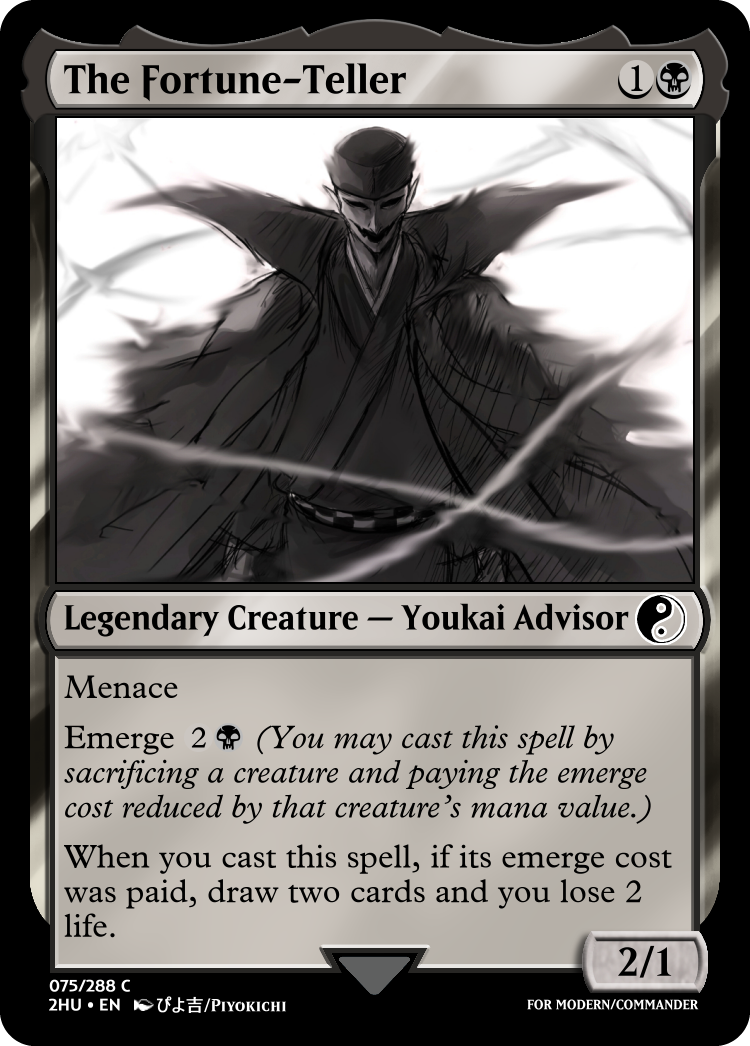 The Fortune-Teller 1
Legendary Creature — Youkai Advisor
Menace
Emerge 2 (You may cast this spell by
sacrificing a creature and paying the emerge
cost reduced by that creature's mana value.)
When you cast this spell, if its emerge cost
was paid, draw two cards and you lose 2
life.
2/1
075/288 C
2HU • EN ぴよ吉/Piyokichi
FOR MODERN/COMMANDER